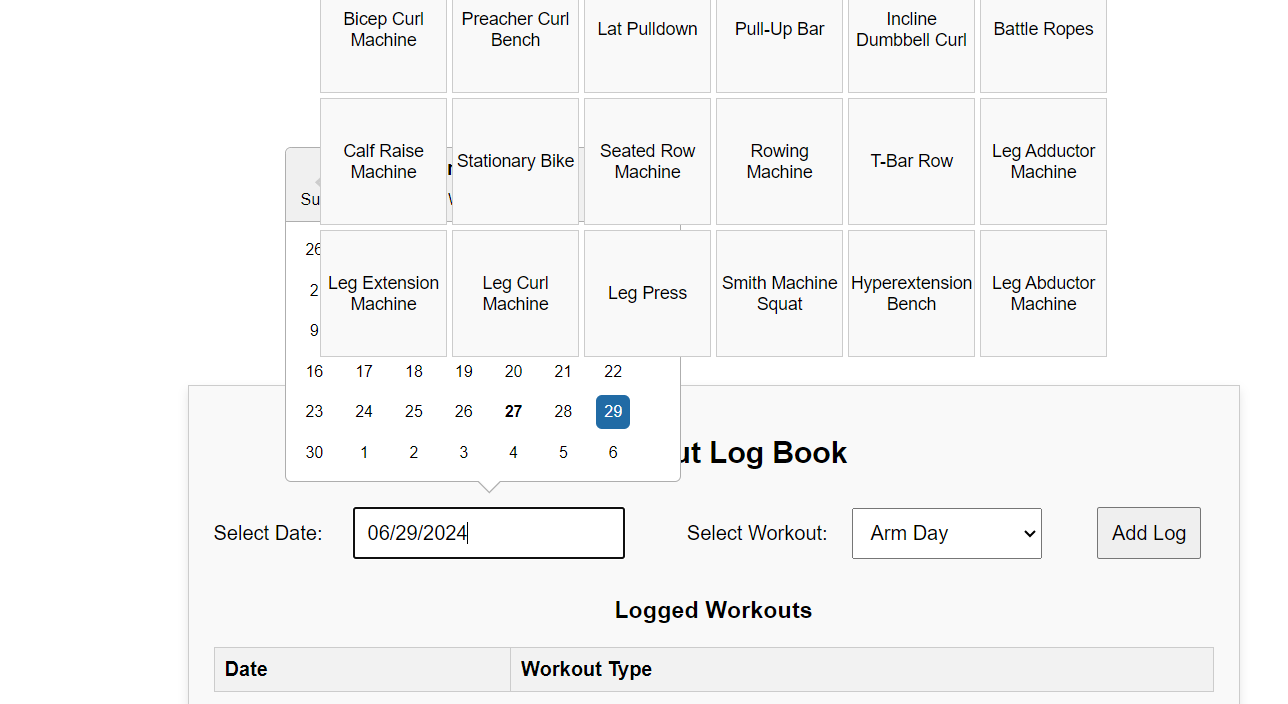 Bicep Curl
Machine
Preacher Curl
Bench
Lat Pulldown
Pull-Up Bar
Incline
Dumbbell Curl
Battle Ropes
Calf Raise
Machine
Stationary Bike
Seated Row
Machine
Rowing
Machine
T-Bar Row
Leg Adductor
Machine
Su
26
2
9
Leg Extension
Machine
Leg Curl
Machine
Leg Press
Smith Machine
Squat
Hyperextension
Bench
Leg Abductor
Machine
16 17 18 19 20 21 22
23 24 25 26 27 28 29
30 1 2 3 4 5 6
ut Log Book
Select Date: 06/29/2024 Select Workout: Arm Day Add Log
Logged Workouts
Date Workout Type